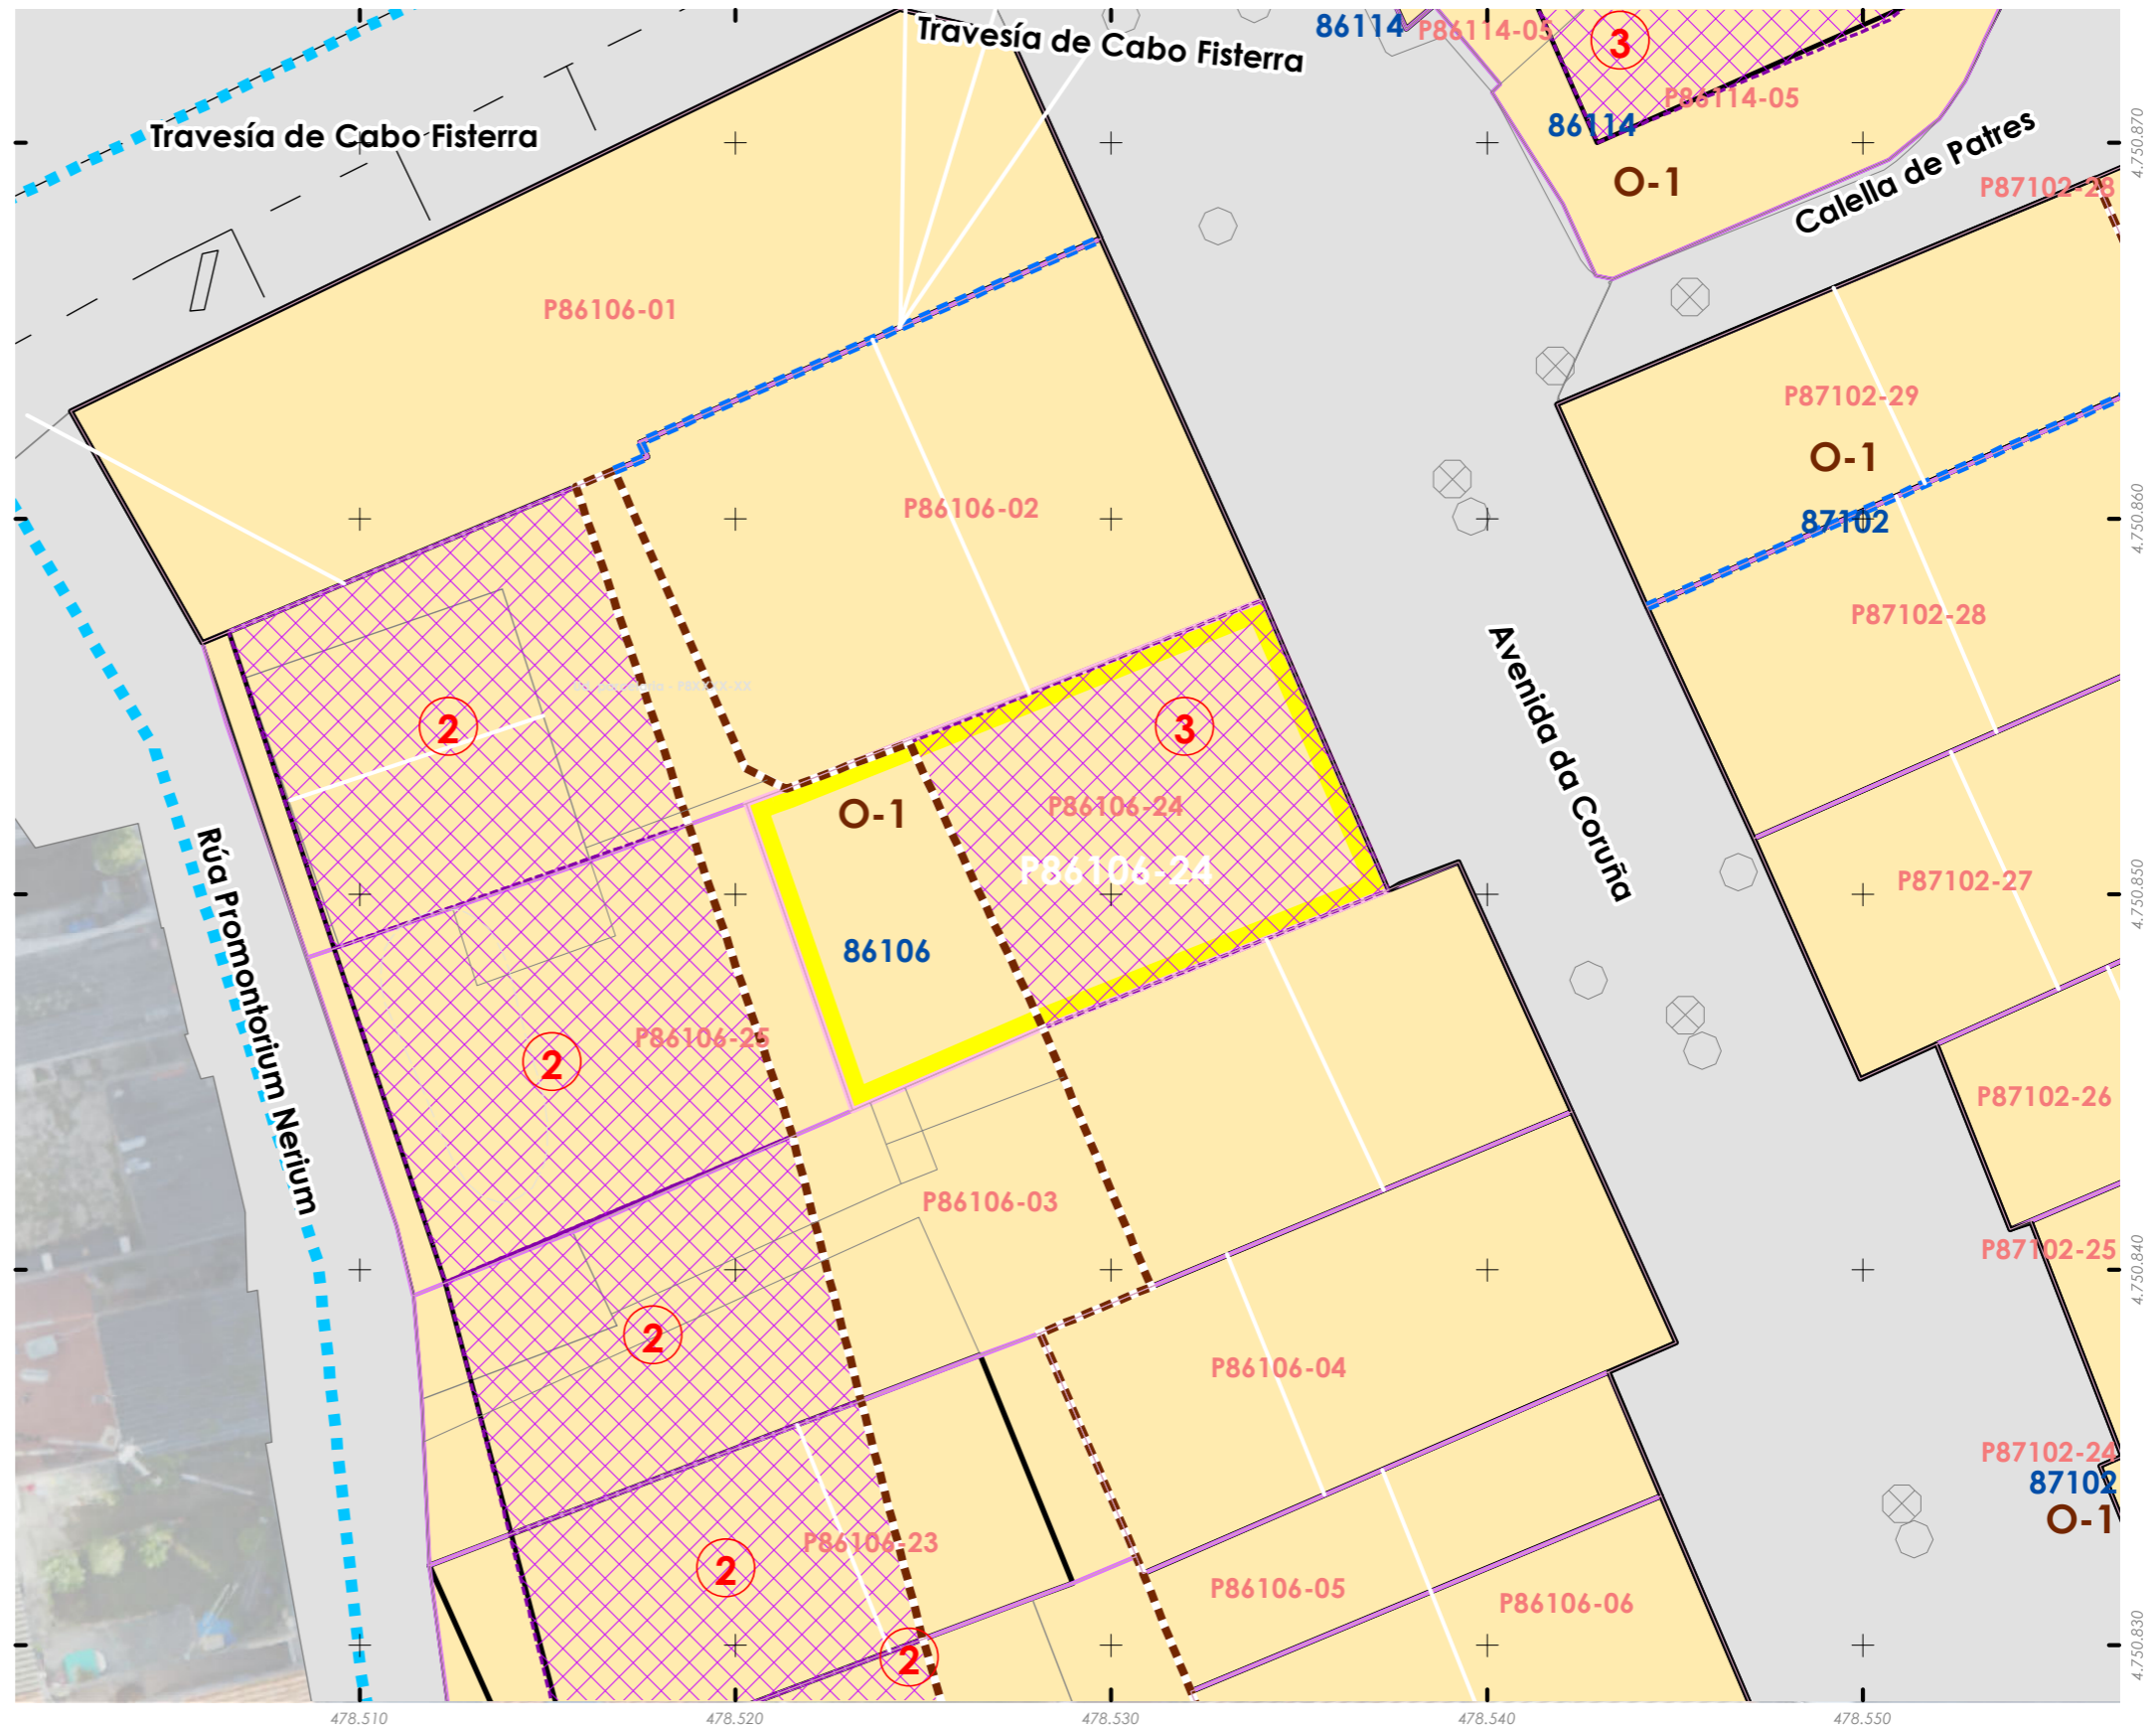 Travesía de Cabo Fisterra
86114
P86114-05
3
Travesía de Cabo Fisterra
P86114-05
86114
O-1
Calella de Patres
4.750.870
P87102-28
P86106-01
P87102-29
O-1
P86106-02
87102
4.750.860
P87102-28
2
3
Avenida da Coruña
P86106-24
O-1
P86106-24
P87102-27
4.750.850
Rúa Promontorium Nerium
86106
P86106-25
2
P87102-26
P86106-03
P87102-25
4.750.840
2
P86106-04
P87102-24
87102
O-1
P86106-23
2
P86106-05
P86106-06
2
4.750.830
478.510
478.520
478.530
478.540
478.550